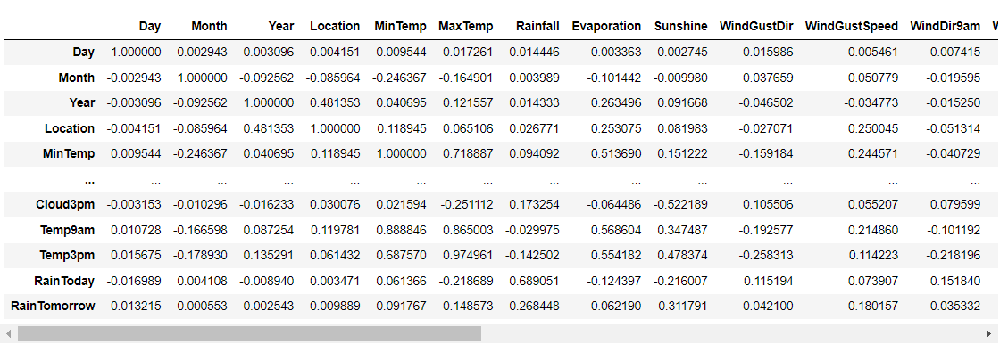 Day Month Year Location MinTemp MaxTemp Rainfall Evaporation Sunshine WindGustDir WindGustSpeed WindDir9am
Day 1.000000 -0.002943 -0.003096 -0.004151 0.009544 0.017261 -0.014446 0.003363 0.002745 0.015986 -0.005461 -0.007415
Month -0.002943 1.000000 -0.092562 -0.085964 -0.246367 -0.164901 0.003989 -0.101442 -0.009980 0.037659 0.050779 -0.019595
Year -0.003096 -0.092562 1.000000 0.481353 0.040695 0.121557 0.014333 0.263496 0.091668 -0.046502 -0.034773 -0.015250
Location -0.004151 -0.085964 0.481353 1.000000 0.118945 0.065106 0.026771 0.253075 0.081983 -0.027071 0.250045 -0.051314
MinTemp 0.009544 -0.246367 0.040695 0.118945 1.000000 0.718887 0.094092 0.513690 0.151222 -0.159184 0.244571 -0.040729
... ... ... ... ... ... ... ... ... ... ... ... ...
Cloud3pm -0.003153 -0.010296 -0.016233 0.030076 0.021594 -0.251112 0.173254 -0.064486 -0.522189 0.105506 0.055207 0.079599
Temp9am 0.010728 -0.166598 0.087254 0.119781 0.888846 0.865003 -0.029975 0.568604 0.347487 -0.192577 0.214860 -0.101192
Temp3pm 0.015675 -0.178930 0.135291 0.061432 0.687570 0.974961 -0.142502 0.554182 0.478374 -0.258313 0.114223 -0.218196
RainToday -0.016989 0.004108 -0.008940 0.003471 0.061366 -0.218689 0.689051 -0.124397 -0.216007 0.115194 0.073907 0.151840
RainTomorrow -0.013215 0.000553 -0.002543 0.009889 0.091767 -0.148573 0.268448 -0.062190 -0.311791 0.042100 0.180157 0.035332